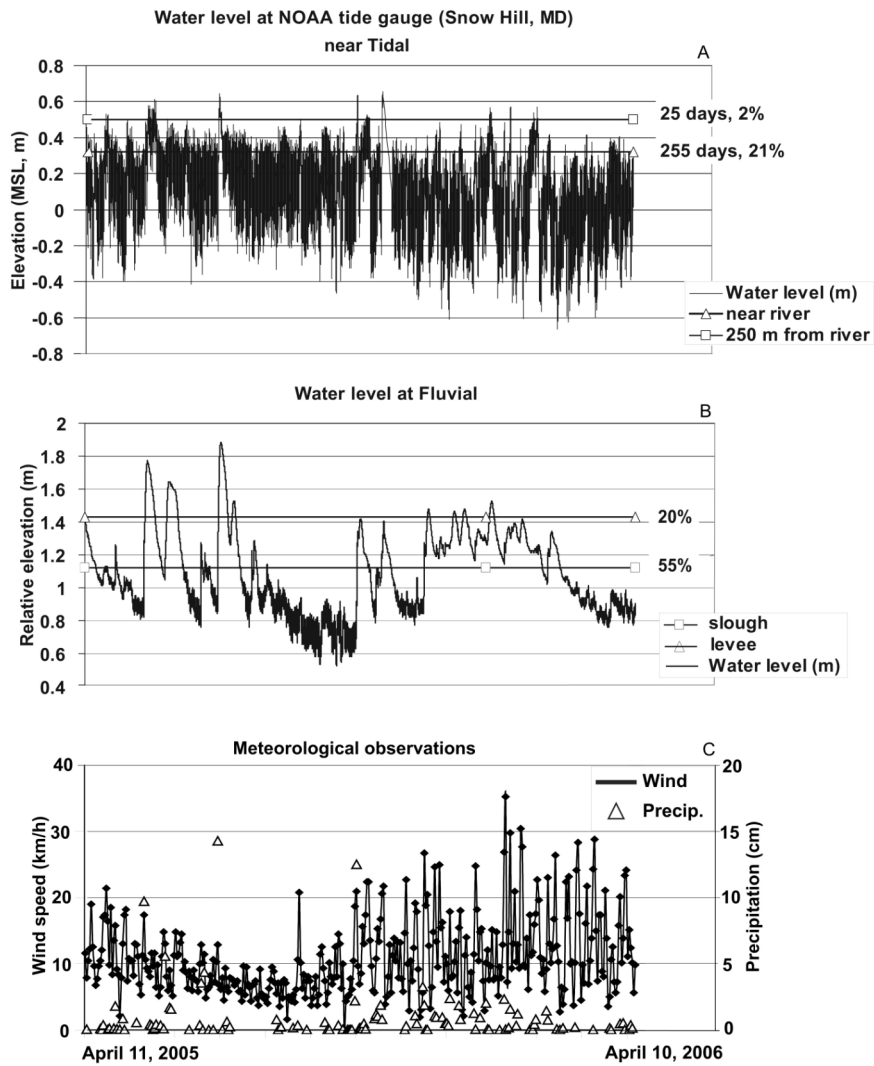 Water level at NOAA tide gauge (Snow Hill, MD)
near Tidal
A
0.8
0.6
0.4
0.2
0
-0.2
-0.4
-0.6
-0.8
Elevation (MSL, m)
25 days, 2%
255 days, 21%
Water level (m)
near river
250 m from river
Water level at Fluvial
B
2
1.8
1.6
1.4
1.2
1
0.8
0.6
0.4
Relative elevation (m)
20%
55%
slough
levee
Water level (m)
Meteorological observations
C
40
30
20
10
0
Wind speed (km/h)
Wind
Precip.
20
15
10
5
0
Precipitation (cm)
April 11, 2005
April 10, 2006